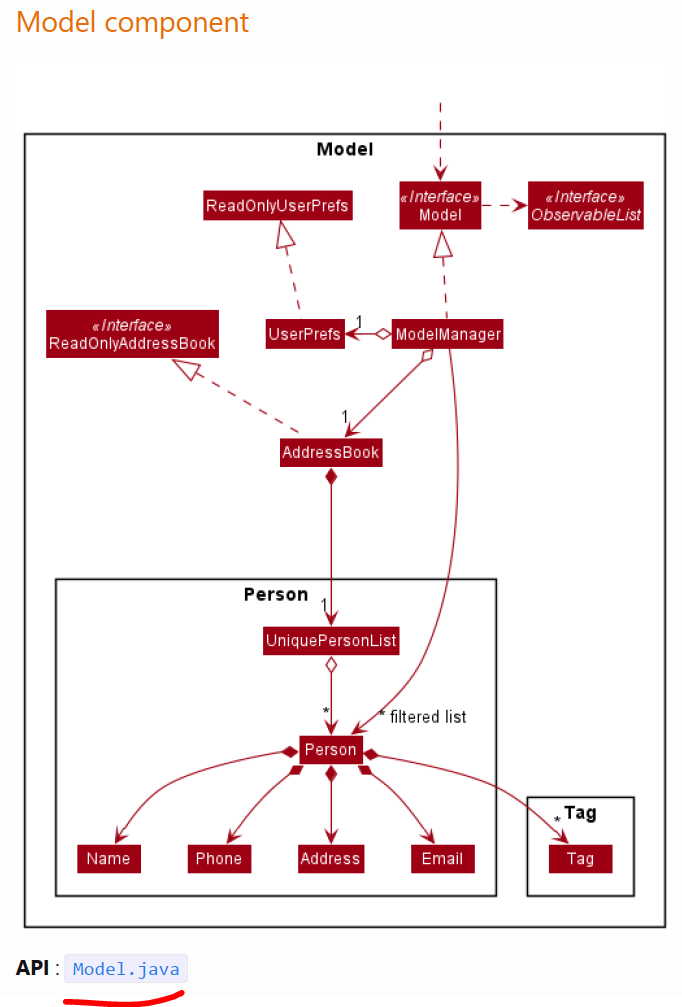 Model component
Model
«Interface»
Model
«Interface»
ObservableList
ReadOnlyUserPrefs
«Interface»
ReadOnlyAddressBook
UserPrefs
1
ModelManager
1
AddressBook
Person
1
UniquePersonList
*
* filtered list
Person
Tag
*
Name
Phone
Address
Email
Tag
API : Model.java